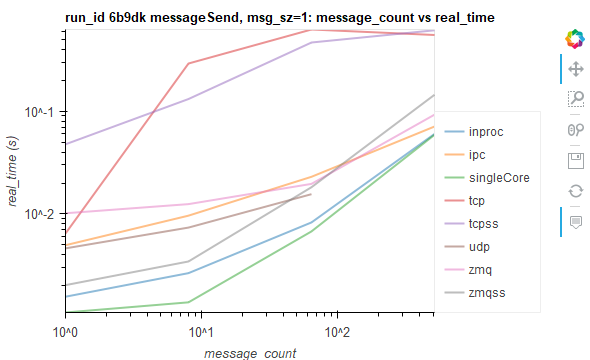 run_id 6b9dk messageSend, msg_sz=1: message_count vs real_time
real_time (s)
10^-1
10^-2
10^0
10^1
10^2
message_count
inproc
ipc
singleCore
tcp
tcpss
udp
zmq
zmqss